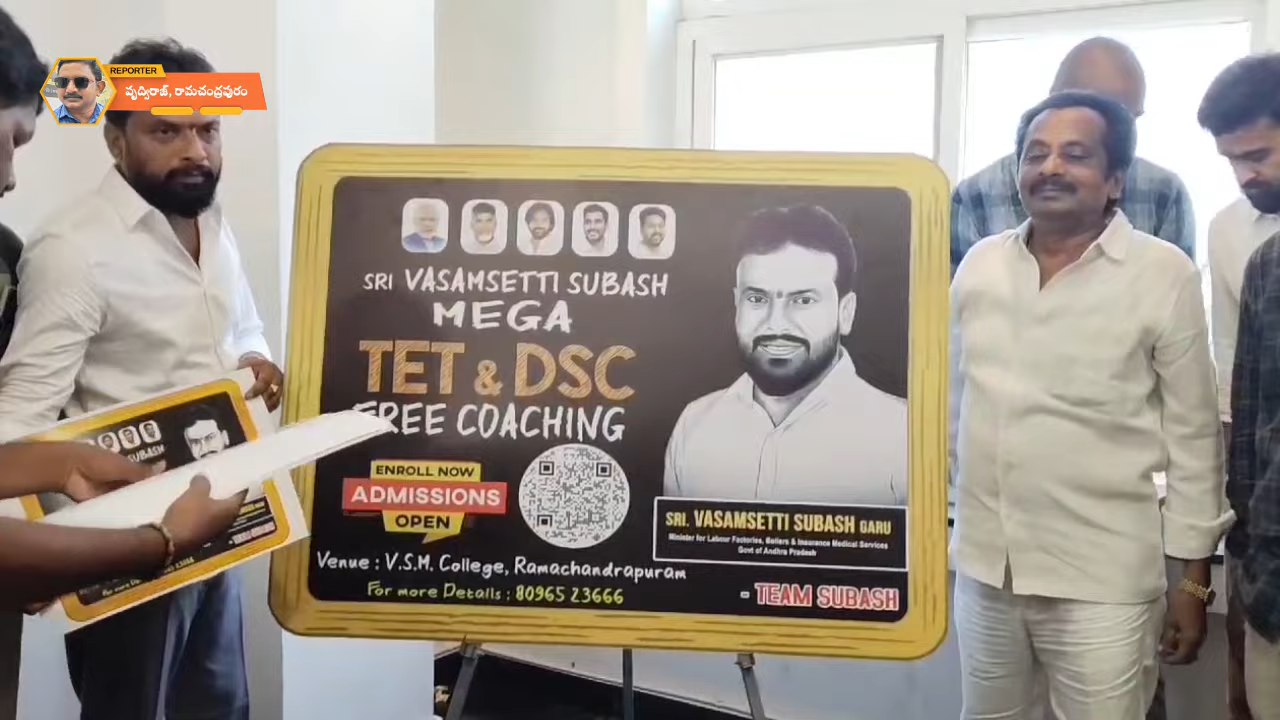 REPORTER
వృద్విరాజ్, రామచంద్రపురం
SRI VASAMSETTI SUBASH
MEGA
TET & DSC
FREE COACHING
ENROLL NOW
ADMISSIONS
OPEN
SRI. VASAMSETTI SUBASH GARU
Minister for Labour Factories, Boilers & Insurance Medical Services
Govt of Andhra Pradesh
Venue : V.S.M. College, Ramachandrapuram
For more Details : 80965 23666
- TEAM SUBASH
SUBASH